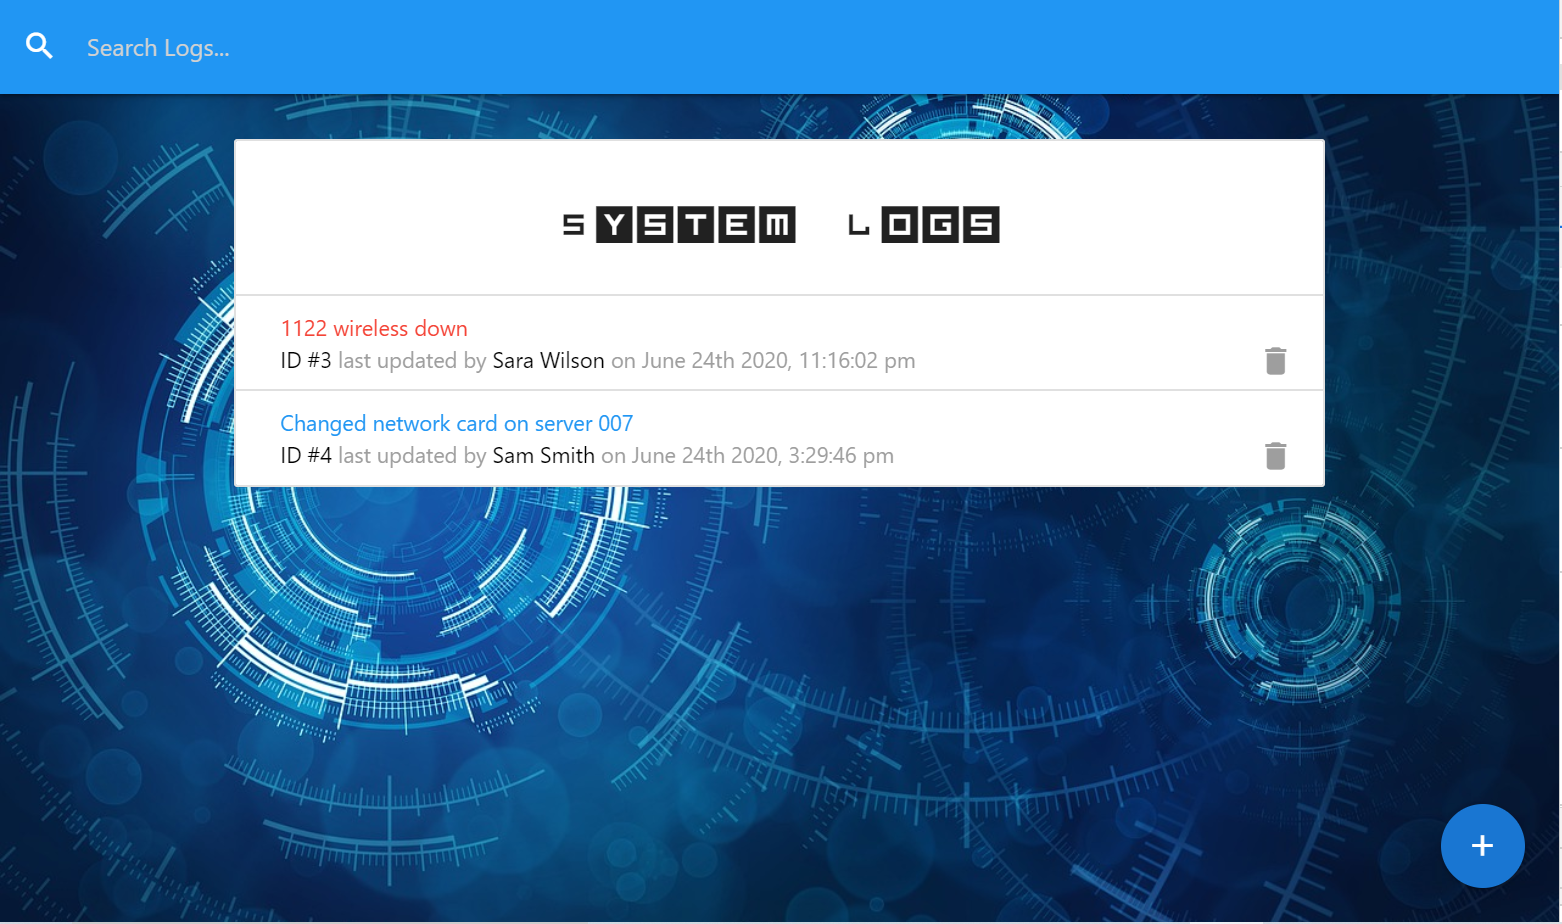 Search Logs...
SYSTEM LOGS
1122 wireless down
ID #3 last updated by Sara Wilson on June 24th 2020, 11:16:02 pm
Changed network card on server 007
ID #4 last updated by Sam Smith on June 24th 2020, 3:29:46 pm
+